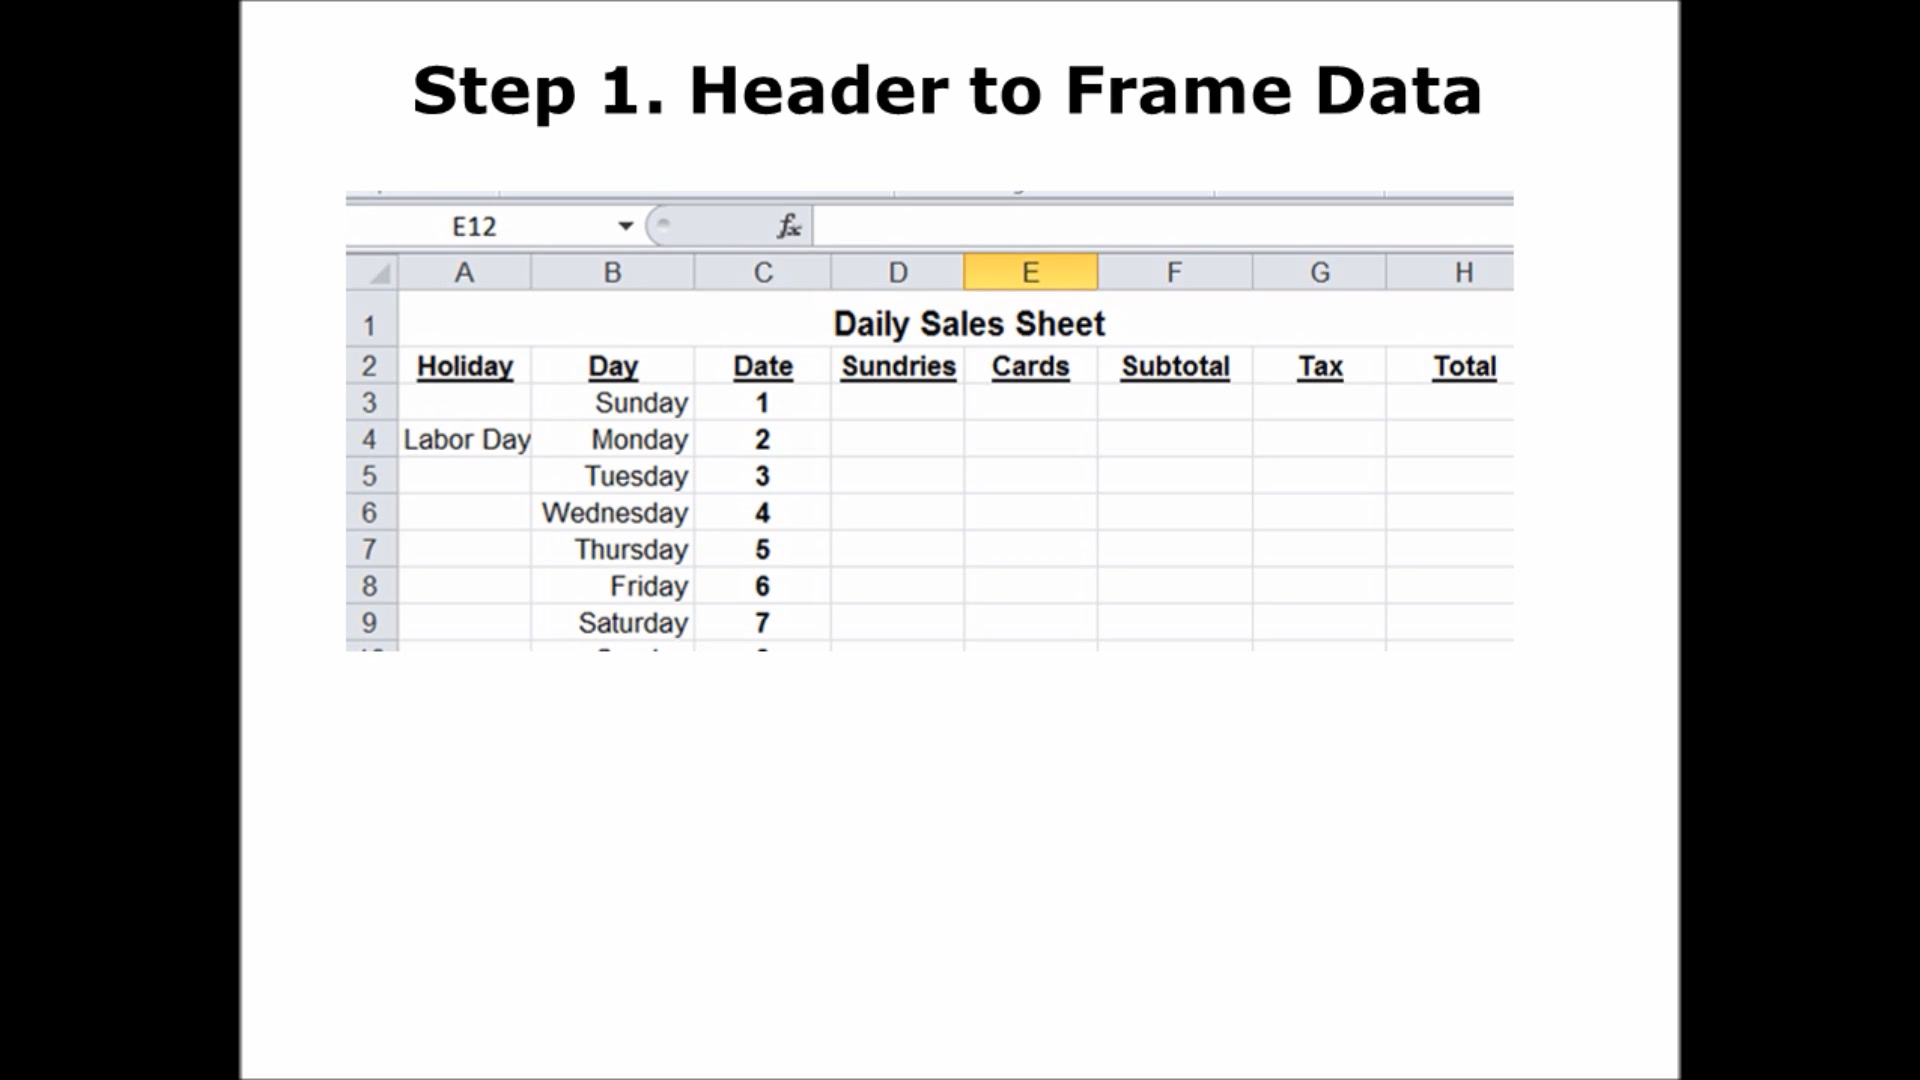 Step 1. Header to Frame Data
E12 fx
A B C D E F G H
1 Daily Sales Sheet
2 Holiday Day Date Sundries Cards Subtotal Tax Total
3 Sunday 1
4 Labor Day Monday 2
5 Tuesday 3
6 Wednesday 4
7 Thursday 5
8 Friday 6
9 Saturday 7